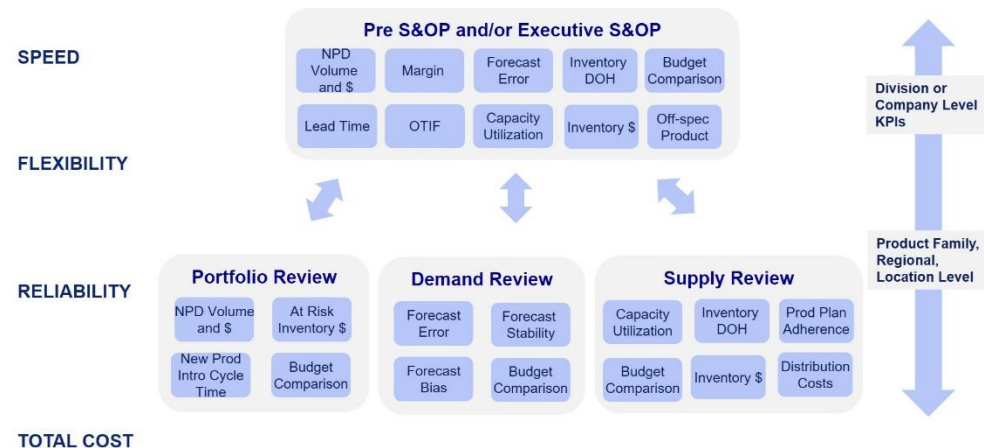 Pre S&OP and/or Executive S&OP
SPEED
NPD
Volume
and $
Margin
Forecast
Error
Inventory
DOH
Budget
Comparison
Lead Time
OTIF
Capacity
Utilization
Inventory $
Off-spec
Product
Division or
Company Level
KPIs
FLEXIBILITY
Product Family,
Regional,
Location Level
RELIABILITY
Portfolio Review
NPD Volume
and $
At Risk
Inventory $
New Prod
Intro Cycle
Time
Budget
Comparison
Demand Review
Forecast
Error
Forecast
Stability
Forecast
Bias
Budget
Comparison
Supply Review
Capacity
Utilization
Inventory
DOH
Prod Plan
Adherence
Budget
Comparison
Inventory $
Distribution
Costs
TOTAL COST